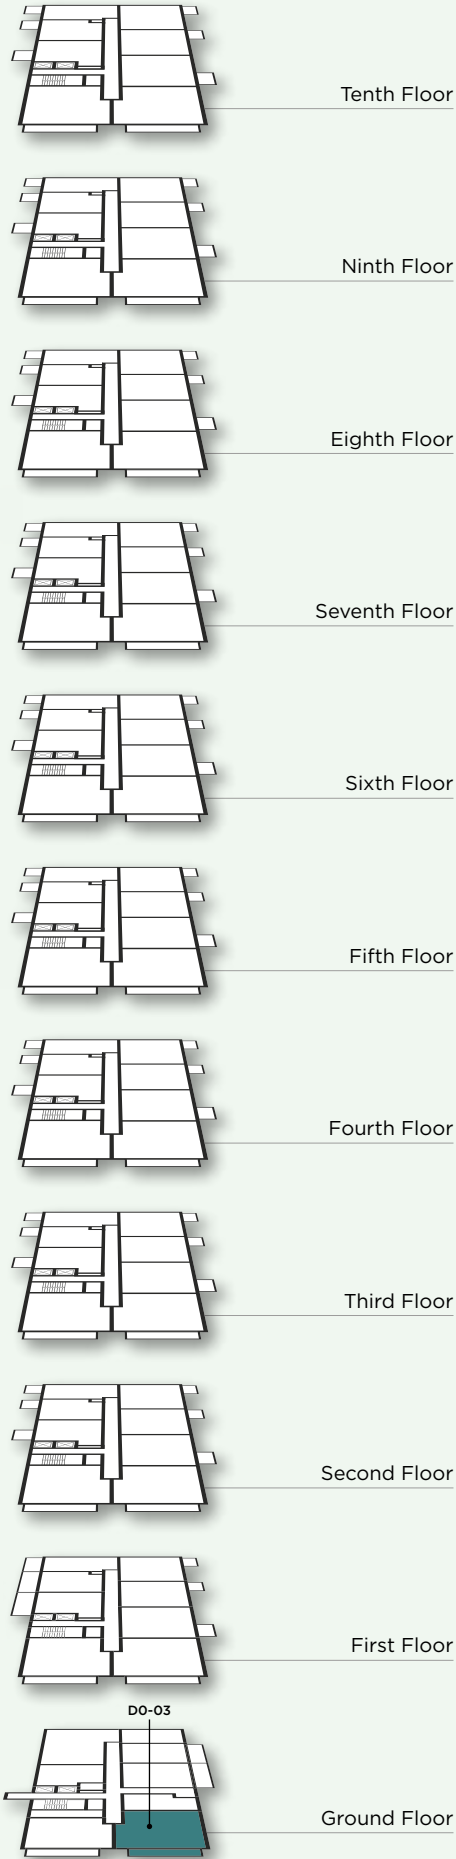 Tenth Floor
Ninth Floor
Eighth Floor
Seventh Floor
Sixth Floor
Fifth Floor
Fourth Floor
Third Floor
Second Floor
First Floor
D0-03
Ground Floor